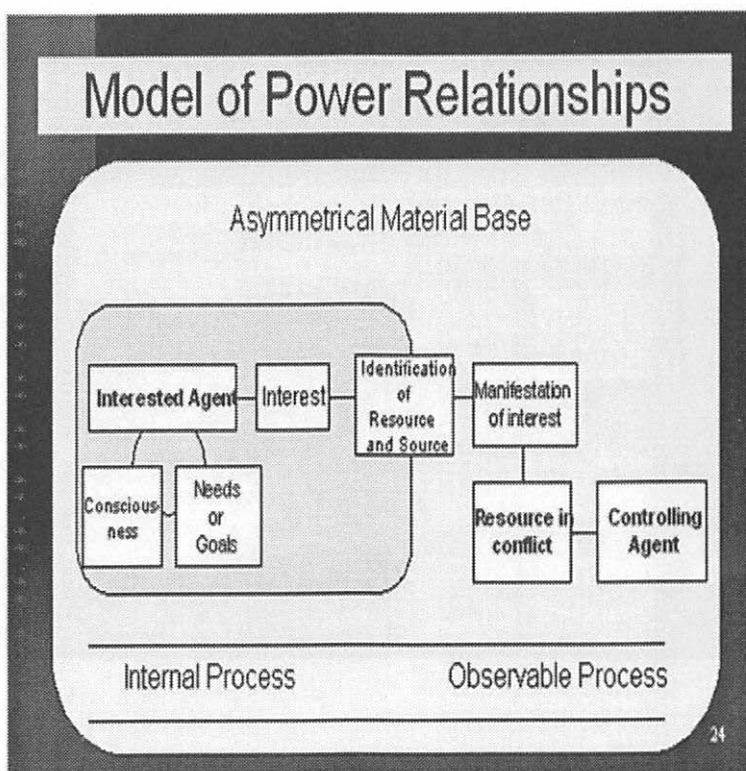 Model of Power Relationships
Asymmetrical Material Base
Interested Agent
Interest
Identification
of
Resource
and Source
Manifestation
of interest
Conscious-
ness
Needs
or
Goals
Resource in
conflict
Controlling
Agent
Internal Process
Observable Process
24